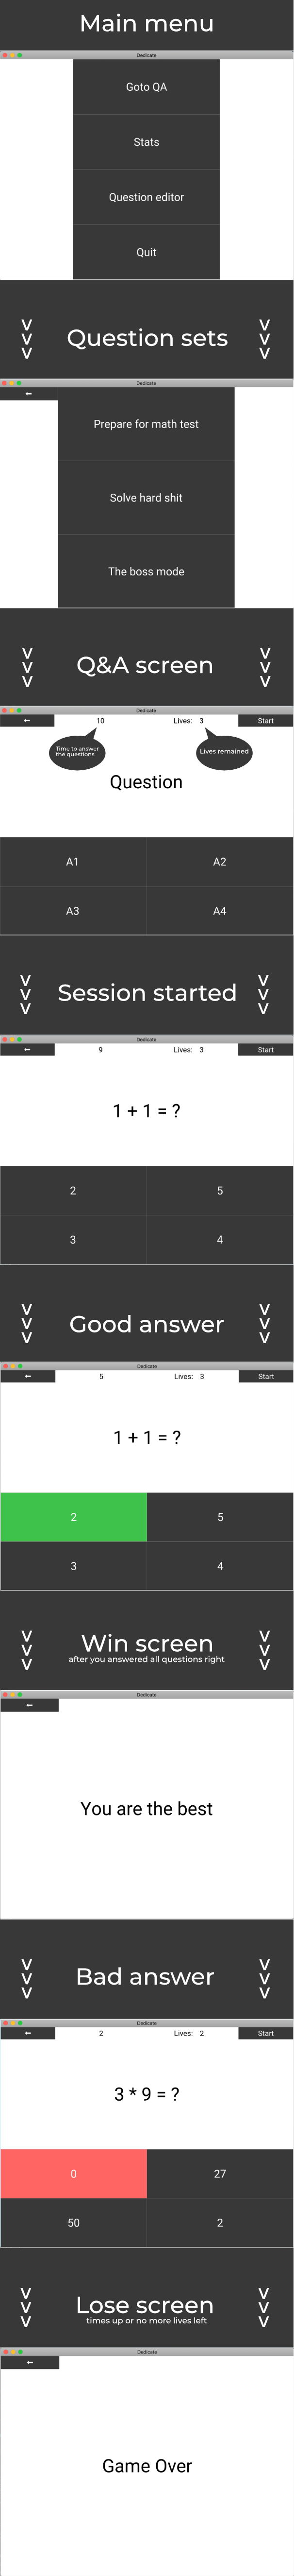 Main menu
Dedicate
Goto QA
Stats
Question editor
Quit
V V
V Question sets V
V V
Dedicate
←
Prepare for math test
Solve hard shit
The boss mode
V V
V Q&A screen V
V V
Dedicate
← 10 Lives: 3 Start
Time to answer
the questions
Lives remained
Question
A1 A2
A3 A4
V V
V Session started V
V V
Dedicate
← 9 Lives: 3 Start
1 + 1 = ?
2 5
3 4
V V
V Good answer V
V V
Dedicate
← 5 Lives: 3 Start
1 + 1 = ?
2 5
3 4
V V
V Win screen V
V after you answered all questions right V
Dedicate
←
You are the best
V V
V Bad answer V
V V
Dedicate
← 2 Lives: 2 Start
3 * 9 = ?
0 27
50 2
V V
V Lose screen V
V times up or no more lives left V
Dedicate
←
Game Over